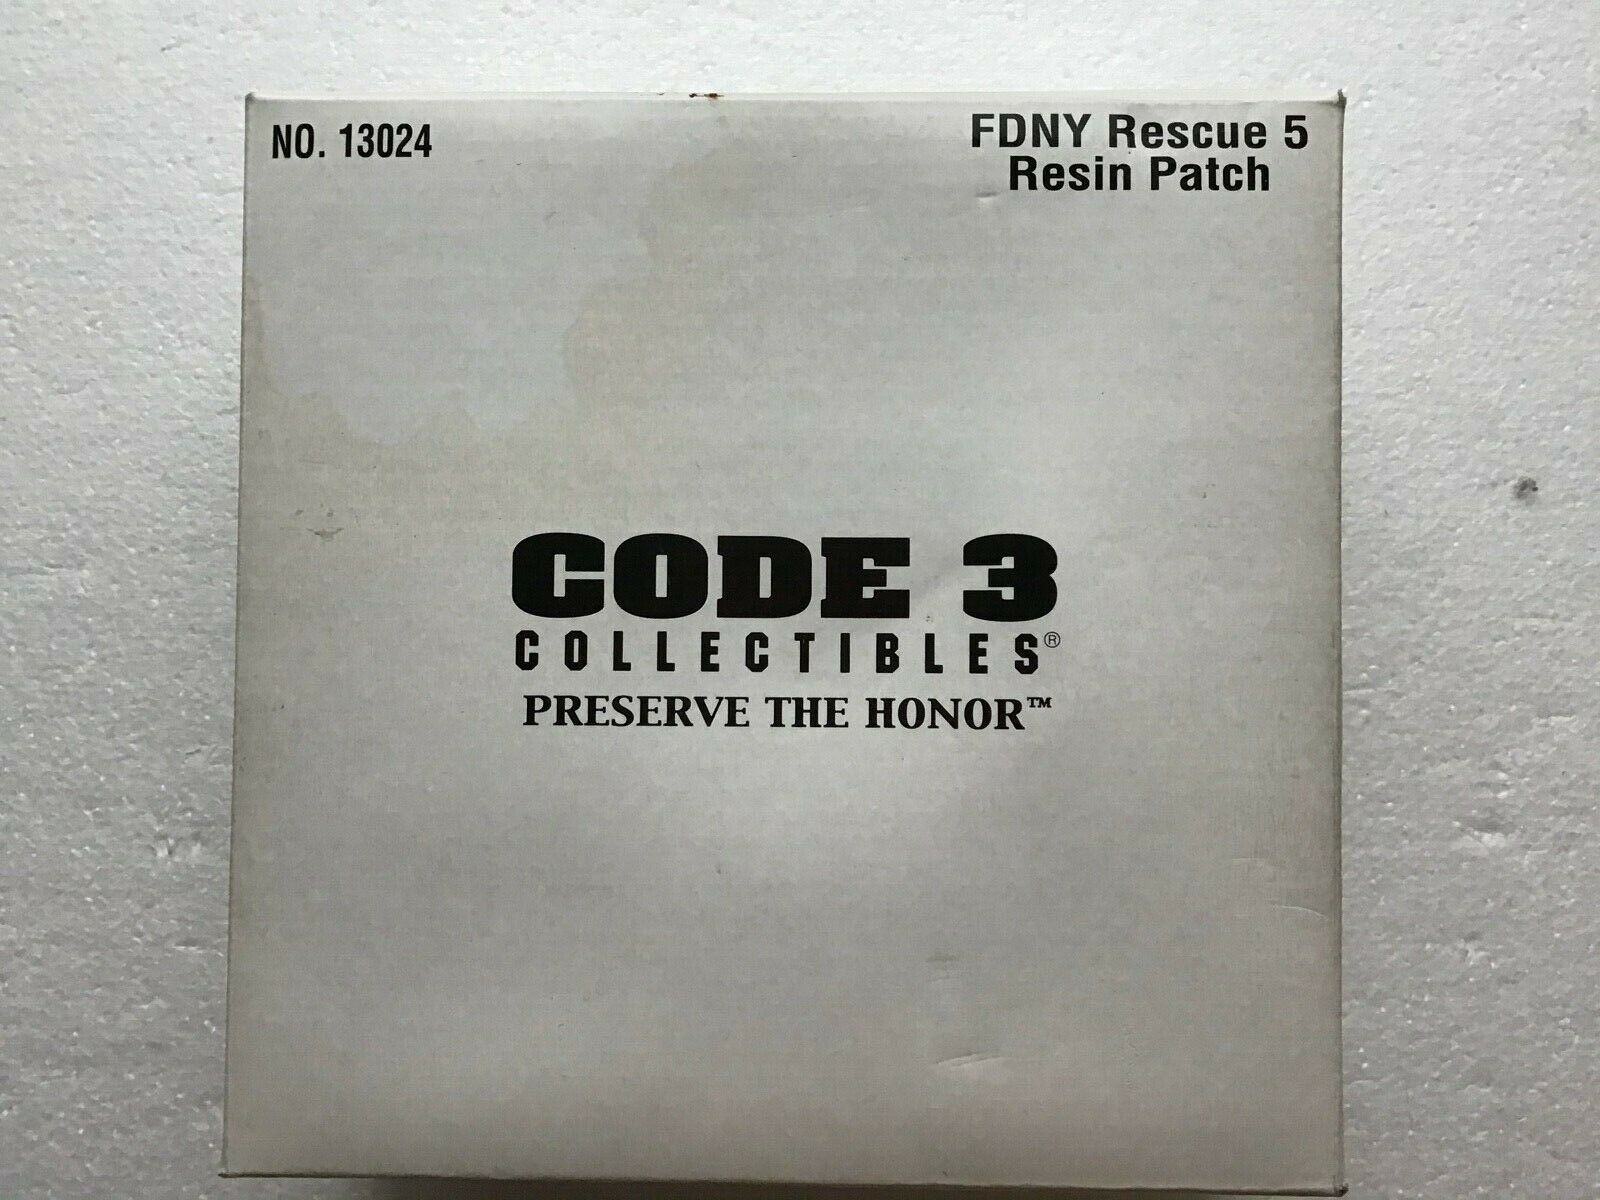 NO. 13024
FDNY Rescue 5
Resin Patch
CODE 3
COLLECTIBLES®
PRESERVE THE HONOR™